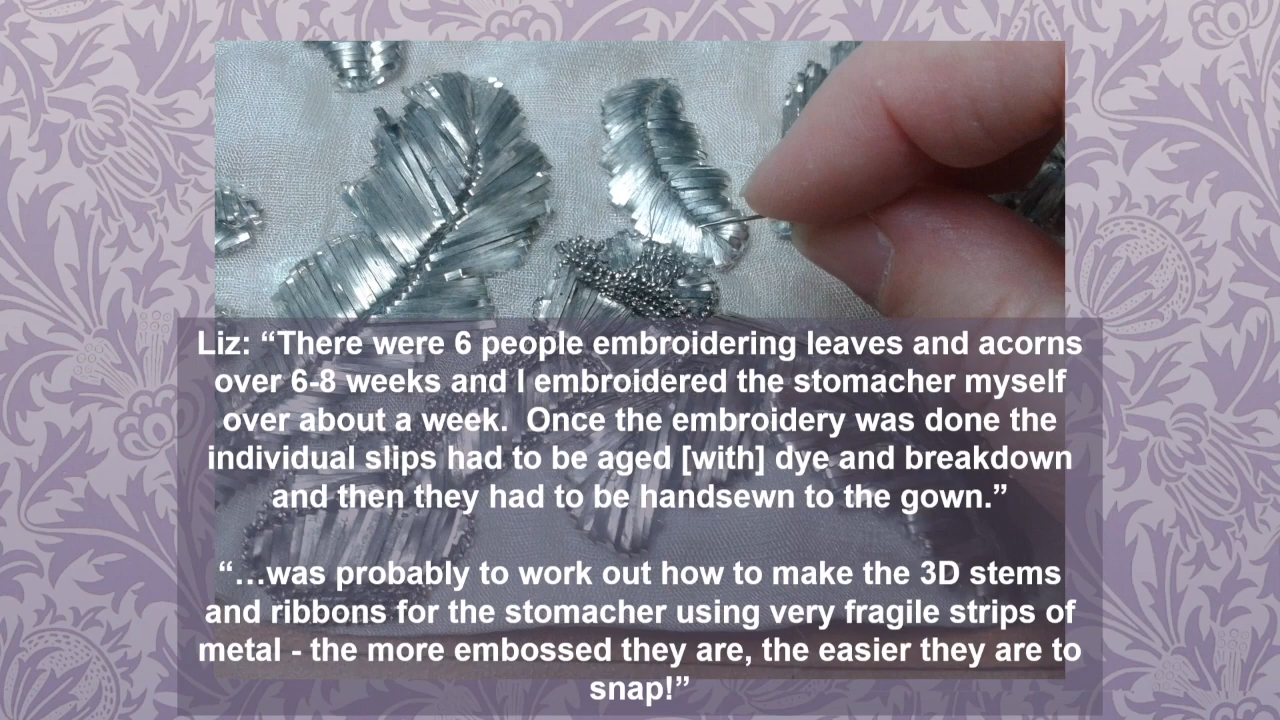 Liz: “There were 6 people embroidering leaves and acorns
over 6-8 weeks and I embroidered the stomacher myself
over about a week.  Once the embroidery was done the
individual slips had to be aged [with] dye and breakdown
and then they had to be handsewn to the gown.”
“…was probably to work out how to make the 3D stems
and ribbons for the stomacher using very fragile strips of
metal - the more embossed they are, the easier they are to
snap!”